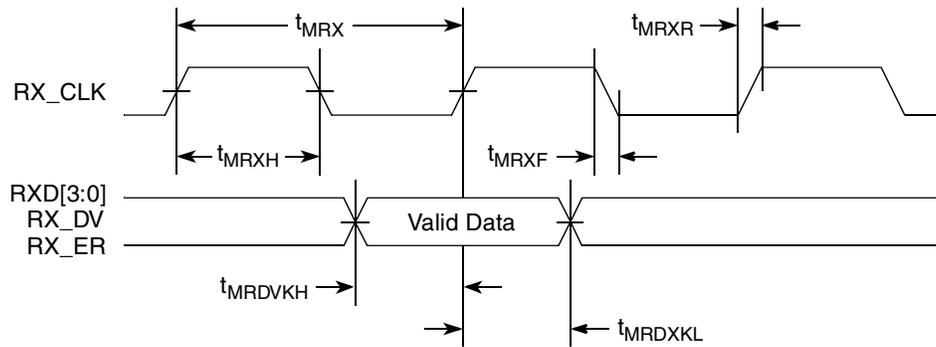 tMRX
tMRXR
RX_CLK
tMRXH
tMRXF
RXD[3:0]
RX_DV
Valid Data
RX_ER
tMRDVKH
tMRDXKL